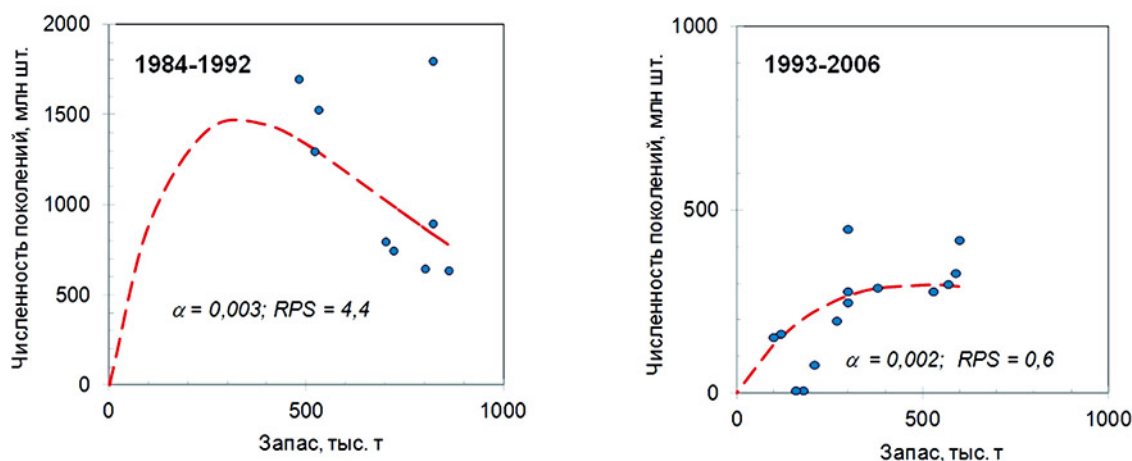 Численность поколений, млн шт.
2000
1500
1000
500
0
1984-1992
α = 0,003; RPS = 4,4
0
500
1000
Запас, тыс. т
Численность поколений, млн шт.
1000
500
0
1993-2006
α = 0,002; RPS = 0,6
0
500
1000
Запас, тыс. т